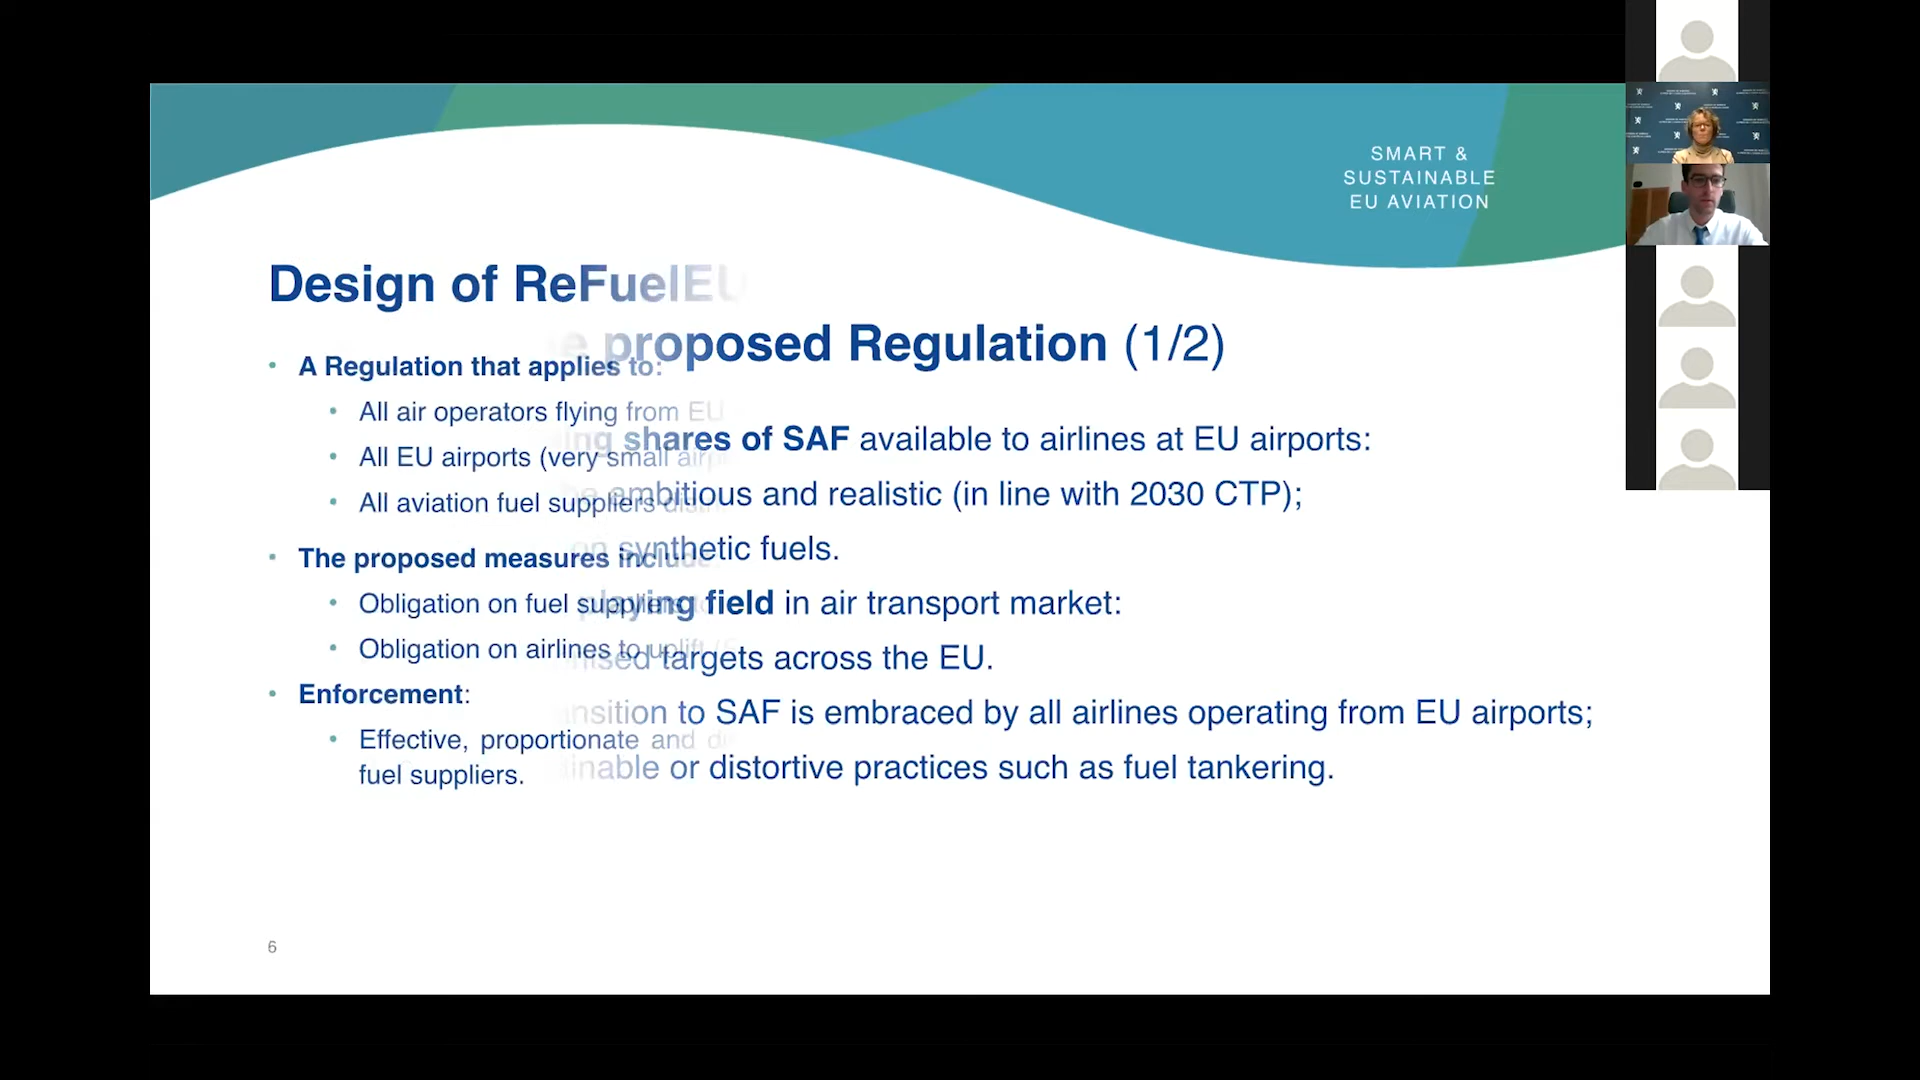 SMART &
SUSTAINABLE
EU AVIATION
Design of ReFuelEU
proposed Regulation (1/2)
• A Regulation that applies to:
• All air operators flying from EU
shares of SAF available to airlines at EU airports:
• All EU airports (very small
ambitious and realistic (in line with 2030 CTP);
• All aviation fuel suppliers
synthetic fuels.
• The proposed measures include
• Obligation on fuel suppliers
playing field in air transport market:
• Obligation on airlines to uplift
targets across the EU.
• Enforcement:
to SAF is embraced by all airlines operating from EU airports;
• Effective, proportionate and
fuel suppliers.
or distortive practices such as fuel tankering.
6